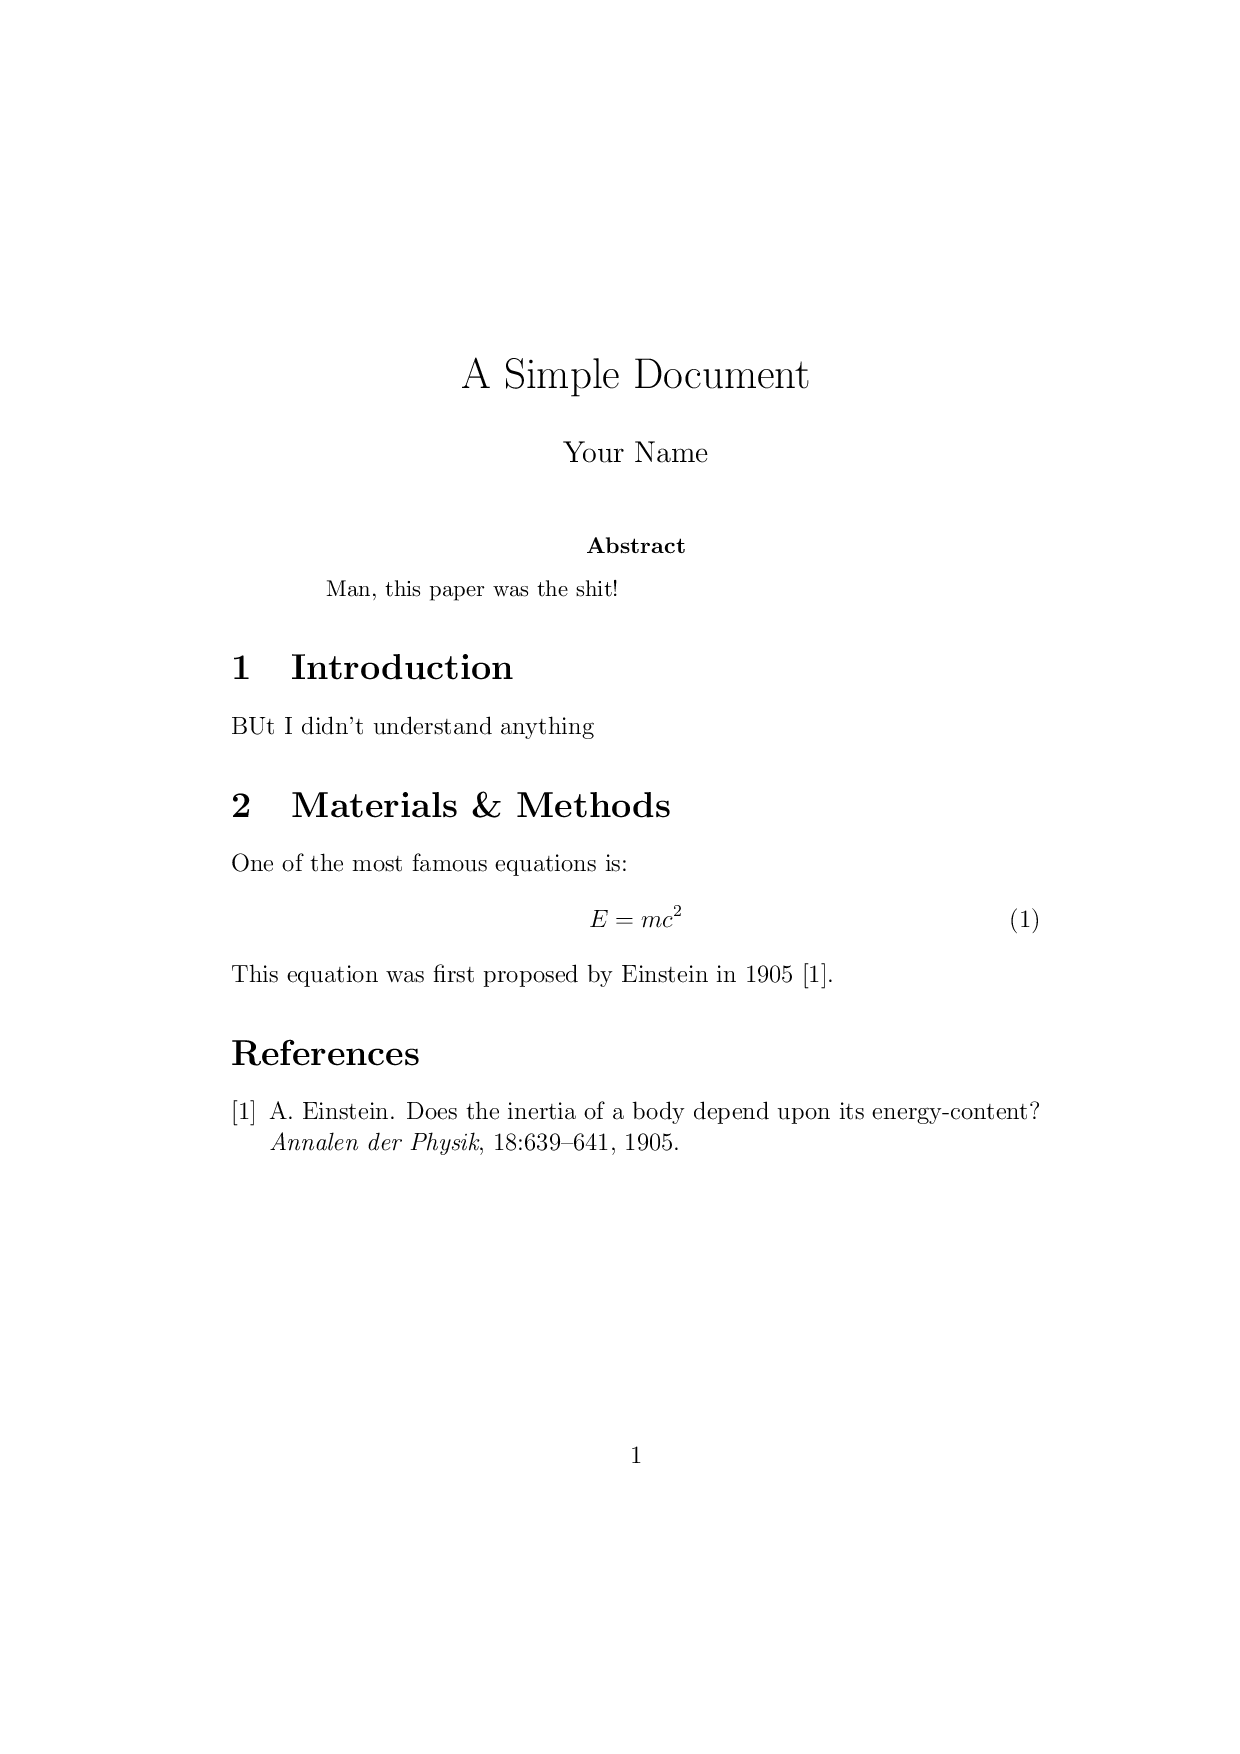 A Simple Document
Your Name
Abstract
Man, this paper was the shit!
1 Introduction
BUt I didn't understand anything
2 Materials & Methods
One of the most famous equations is:
E = mc² (1)
This equation was first proposed by Einstein in 1905 [1].
References
[1] A. Einstein. Does the inertia of a body depend upon its energy-content?
Annalen der Physik, 18:639–641, 1905.
1